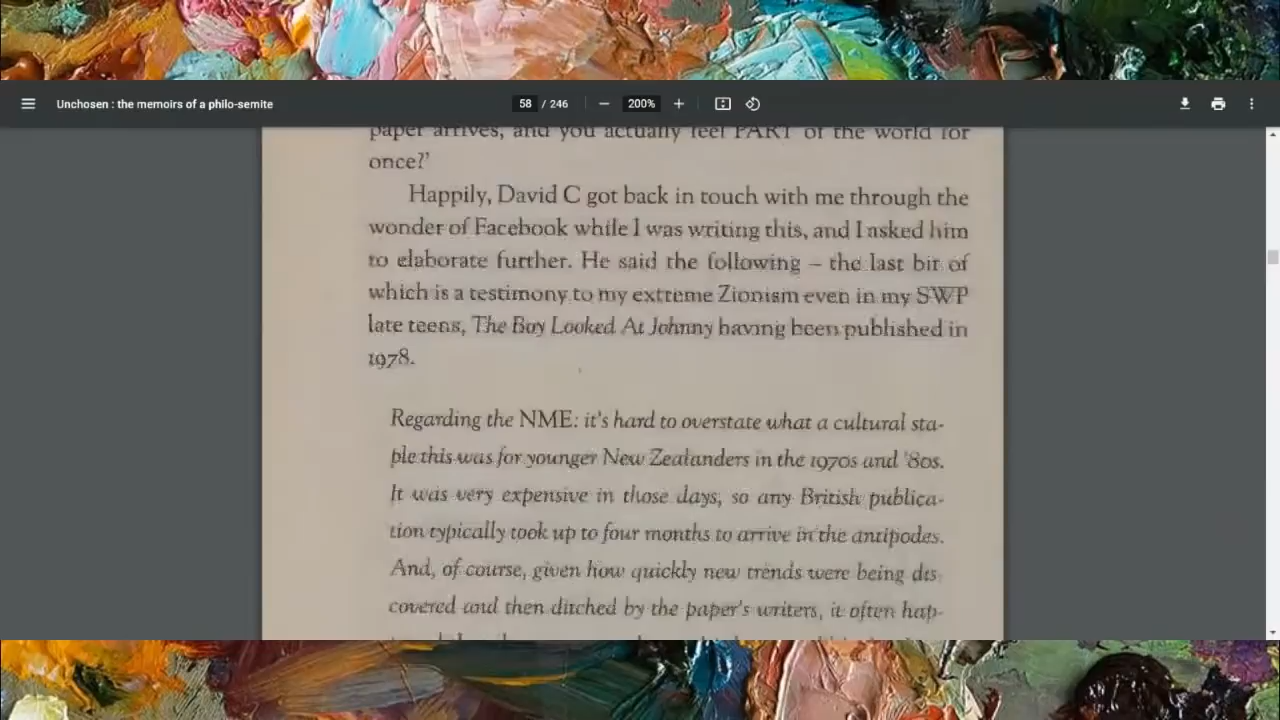 Unchosen : the memoirs of a philo-semite
58 / 246
200%
paper arrives, and you actually feel PART of the world for
once?'
Happily, David C got back in touch with me through the
wonder of Facebook while I was writing this, and I asked him
to elaborate further. He said the following – the last bit of
which is a testimony to my extreme Zionism even in my SWP
late teens, The Boy Looked At Johnny having been published in
1978.
Regarding the NME: it's hard to overstate what a cultural sta-
ple this was for younger New Zealanders in the 1970s and '80s.
It was very expensive in those days, so any British publica-
tion typically took up to four months to arrive in the antipodes.
And, of course, given how quickly new trends were being dis
covered and then ditched by the paper's writers, it often hap-